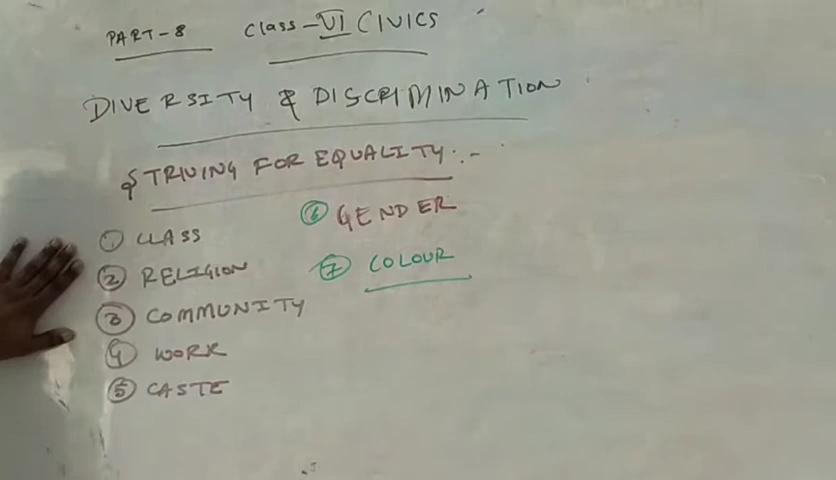 PART-8 Class-VI CIVICS
DIVERSITY & DISCRIMINATION
STRIVING FOR EQUALITY:-
① CLASS
② RELIGION
③ COMMUNITY
④ WORK
⑤ CASTE
⑥ GENDER
⑦ COLOUR